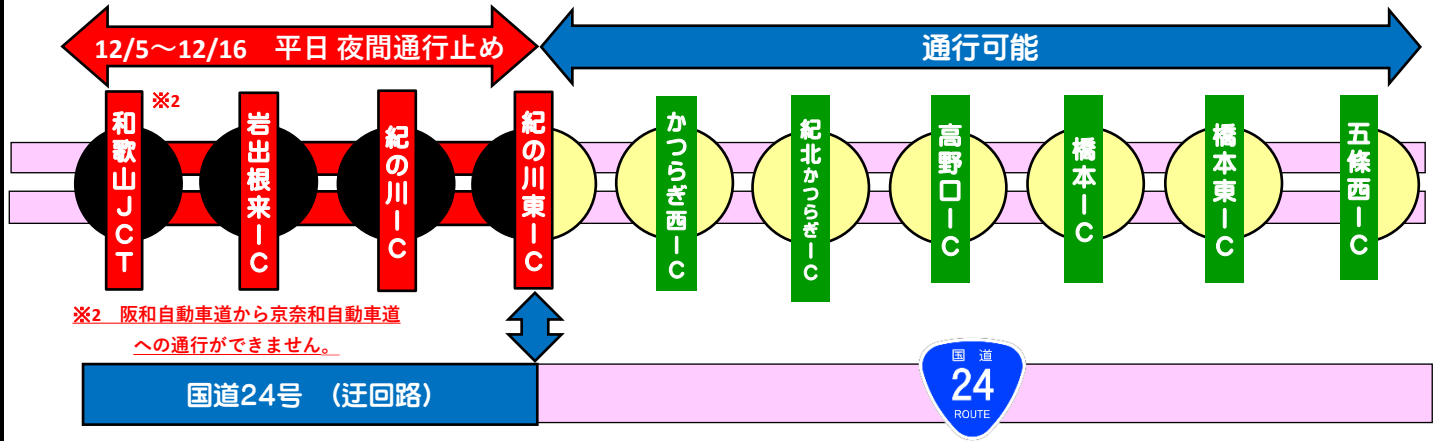 12/5～12/16　平日 夜間通行止め
通行可能
和歌山JCT
※2
岩出根来IC
紀の川IC
紀の川東IC
かつらぎ西IC
紀北かつらぎIC
高野口IC
橋本IC
橋本東IC
五條西IC
※2　阪和自動車道から京奈和自動車道
への通行ができません。
国道24号　（迂回路）
国 道
24
ROUTE